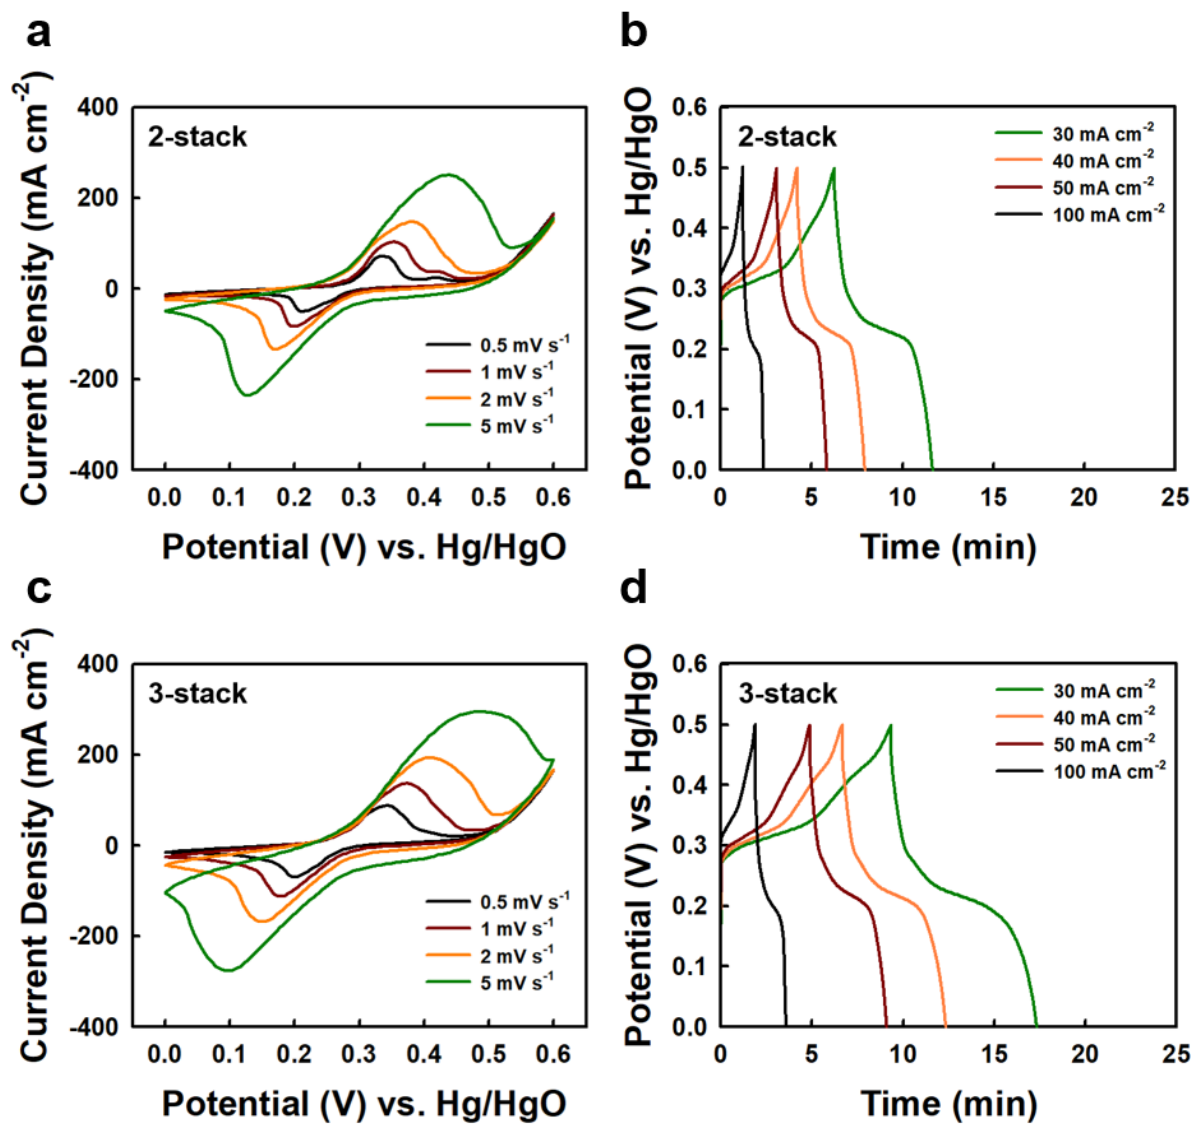 a
Current Density (mA cm⁻²)
400
200
0
-200
-400
2-stack
0.5 mV s⁻¹
1 mV s⁻¹
2 mV s⁻¹
5 mV s⁻¹
0.0 0.1 0.2 0.3 0.4 0.5 0.6
Potential (V) vs. Hg/HgO
b
Potential (V) vs. Hg/HgO
0.6
0.5
0.4
0.3
0.2
0.1
0.0
2-stack
30 mA cm⁻²
40 mA cm⁻²
50 mA cm⁻²
100 mA cm⁻²
0 5 10 15 20 25
Time (min)
c
Current Density (mA cm⁻²)
400
200
0
-200
-400
3-stack
0.5 mV s⁻¹
1 mV s⁻¹
2 mV s⁻¹
5 mV s⁻¹
0.0 0.1 0.2 0.3 0.4 0.5 0.6
Potential (V) vs. Hg/HgO
d
Potential (V) vs. Hg/HgO
0.6
0.5
0.4
0.3
0.2
0.1
0.0
3-stack
30 mA cm⁻²
40 mA cm⁻²
50 mA cm⁻²
100 mA cm⁻²
0 5 10 15 20 25
Time (min)